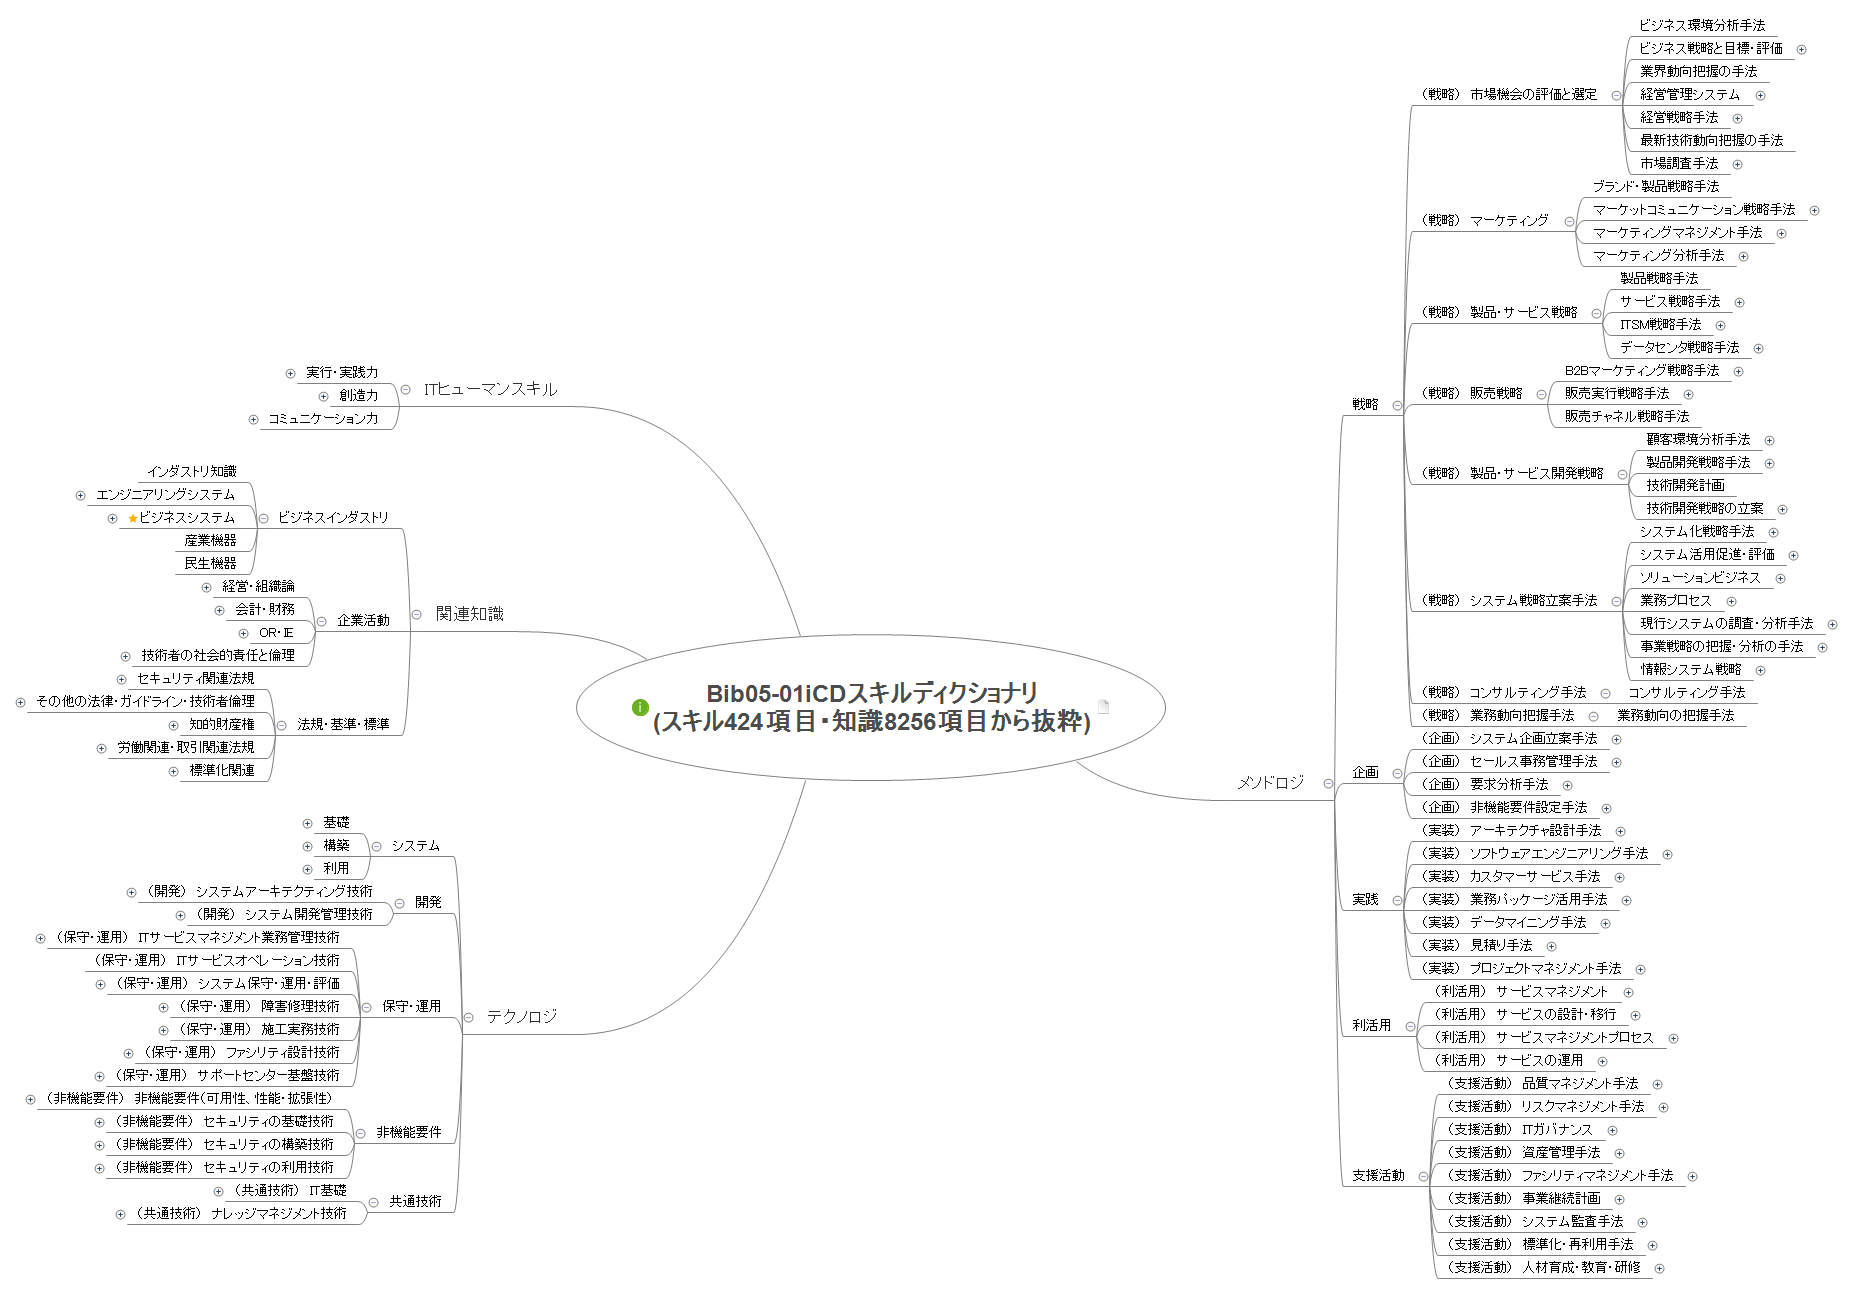 Bib05-01iCDスキルディクショナリ
(スキル424項目・知識8256項目から抜粋)
ITヒューマンスキル
実行・実践力
創造力
コミュニケーション力
関連知識
ビジネスインダストリ
インダストリ知識
エンジニアリングシステム
ビジネスシステム
産業機器
民生機器
企業活動
経営・組織論
会計・財務
OR・IE
技術者の社会的責任と倫理
法規・基準・標準
セキュリティ関連法規
その他の法律・ガイドライン・技術者倫理
知的財産権
労働関連・取引関連法規
標準化関連
テクノロジ
システム
基礎
構築
利用
開発
（開発） システムアーキテクティング技術
（開発） システム開発管理技術
保守・運用
（保守・運用） ITサービスマネジメント業務管理技術
（保守・運用） ITサービスオペレーション技術
（保守・運用） システム保守・運用・評価
（保守・運用） 障害修理技術
（保守・運用） 施工実務技術
（保守・運用） ファシリティ設計技術
（保守・運用） サポートセンター基盤技術
非機能要件
（非機能要件） 非機能要件（可用性、性能・拡張性）
（非機能要件） セキュリティの基礎技術
（非機能要件） セキュリティの構築技術
（非機能要件） セキュリティの利用技術
共通技術
（共通技術） IT基礎
（共通技術） ナレッジマネジメント技術
メソドロジ
戦略
（戦略） 市場機会の評価と選定
ビジネス環境分析手法
ビジネス戦略と目標・評価
業界動向把握の手法
経営管理システム
経営戦略手法
最新技術動向把握の手法
市場調査手法
（戦略） マーケティング
ブランド・製品戦略手法
マーケットコミュニケーション戦略手法
マーケティングマネジメント手法
マーケティング分析手法
（戦略） 製品・サービス戦略
製品戦略手法
サービス戦略手法
ITSM戦略手法
データセンタ戦略手法
（戦略） 販売戦略
B2Bマーケティング戦略手法
販売実行戦略手法
販売チャネル戦略手法
（戦略） 製品・サービス開発戦略
顧客環境分析手法
製品開発戦略手法
技術開発計画
技術開発戦略の立案
（戦略） システム戦略立案手法
システム化戦略手法
システム活用促進・評価
ソリューションビジネス
業務プロセス
現行システムの調査・分析手法
事業戦略の把握・分析の手法
情報システム戦略
（戦略） コンサルティング手法
コンサルティング手法
（戦略） 業務動向把握手法
業務動向の把握手法
企画
（企画） システム企画立案手法
（企画） セールス事務管理手法
（企画） 要求分析手法
（企画） 非機能要件設定手法
実践
（実装） アーキテクチャ設計手法
（実装） ソフトウェアエンジニアリング手法
（実装） カスタマーサービス手法
（実装） 業務パッケージ活用手法
（実装） データマイニング手法
（実装） 見積り手法
（実装） プロジェクトマネジメント手法
利活用
（利活用） サービスマネジメント
（利活用） サービスの設計・移行
（利活用） サービスマネジメントプロセス
（利活用） サービスの運用
支援活動
（支援活動） 品質マネジメント手法
（支援活動） リスクマネジメント手法
（支援活動） ITガバナンス
（支援活動） 資産管理手法
（支援活動） ファシリティマネジメント手法
（支援活動） 事業継続計画
（支援活動） システム監査手法
（支援活動） 標準化・再利用手法
（支援活動） 人材育成・教育・研修